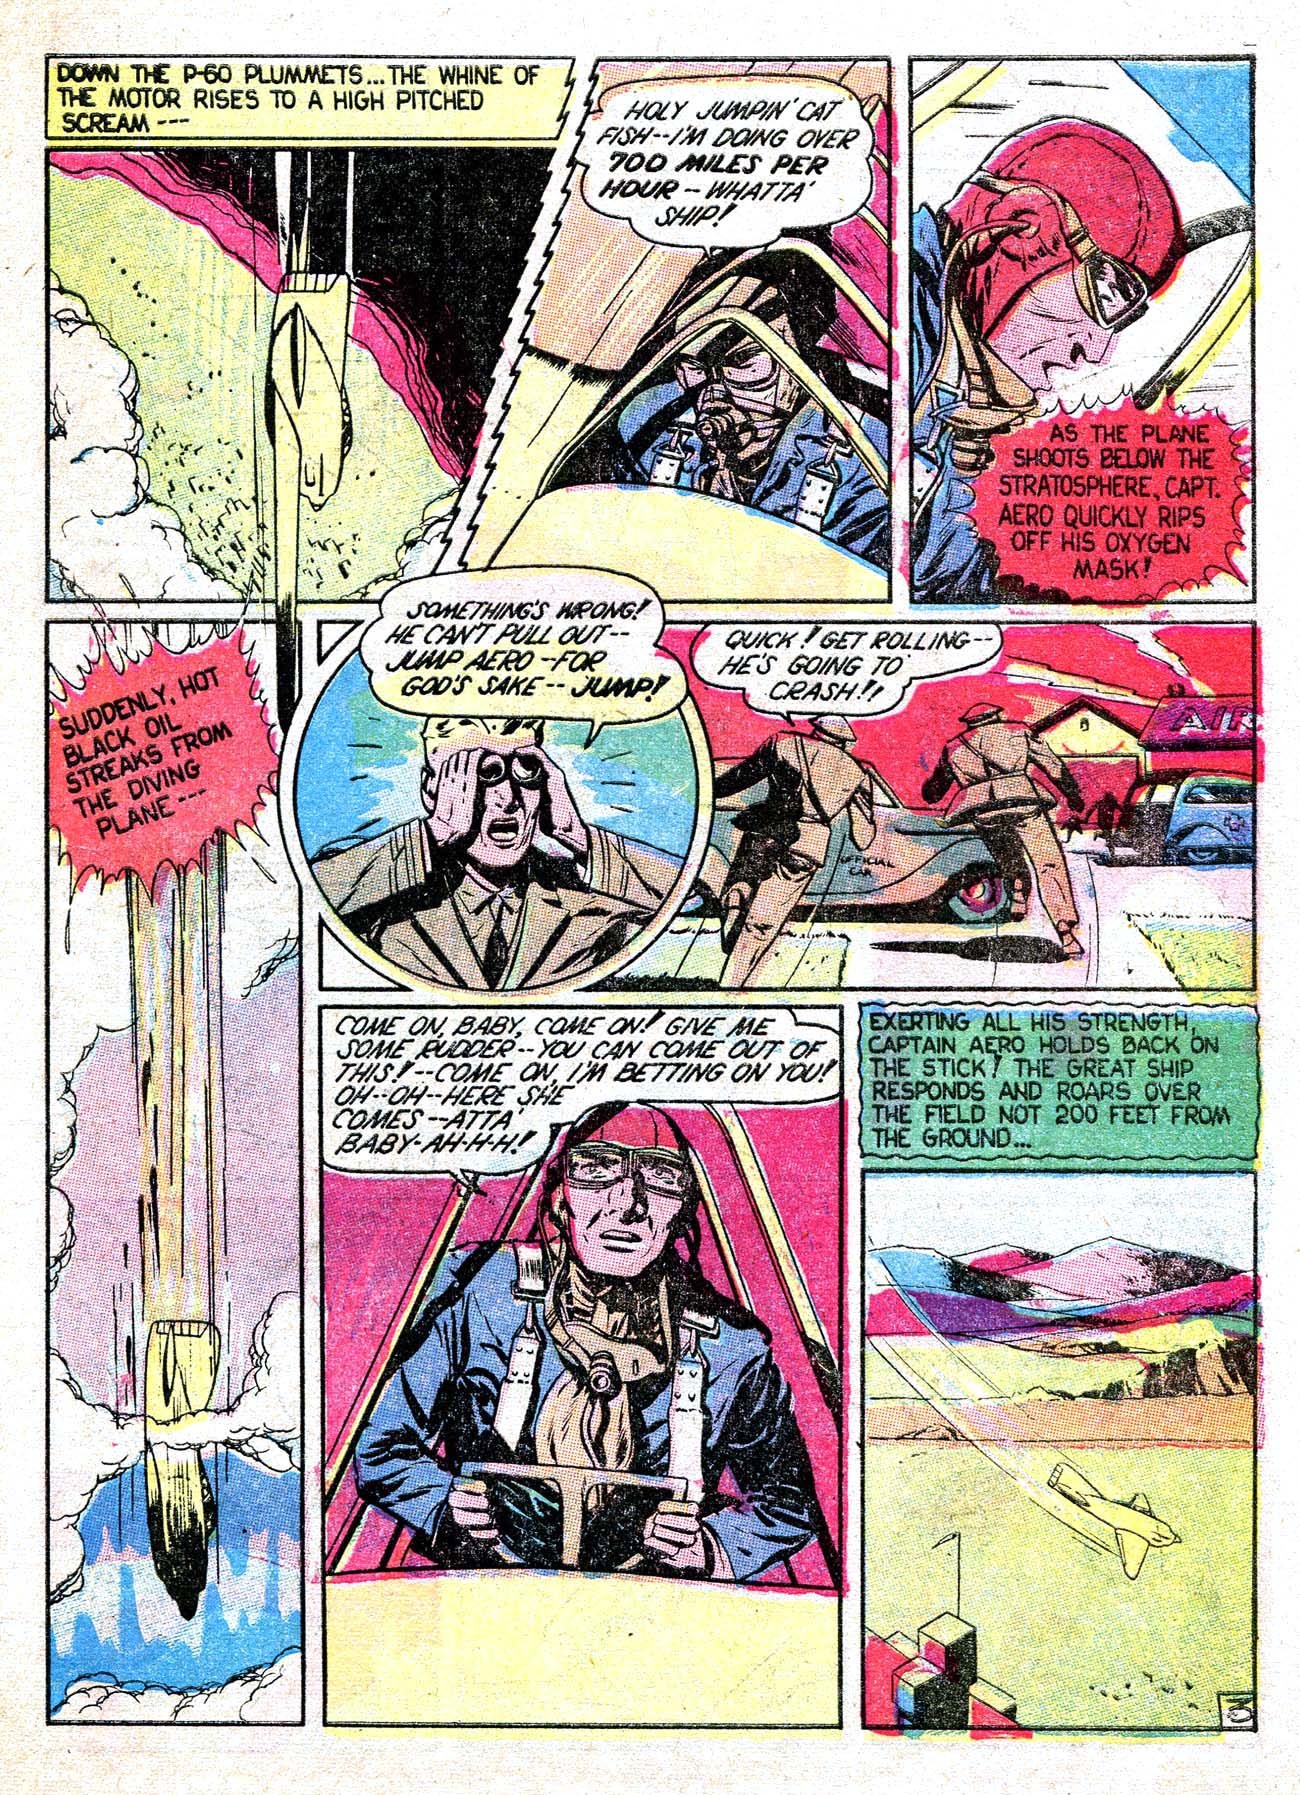 DOWN THE P-60 PLUMMETS...THE WHINE OF
THE MOTOR RISES TO A HIGH PITCHED
SCREAM ---
HOLY JUMPIN' CAT
FISH--I'M DOING OVER
700 MILES PER
HOUR -- WHATTA'
SHIP!
AS THE PLANE
SHOOTS BELOW THE
STRATOSPHERE, CAPT.
AERO QUICKLY RIPS
OFF HIS OXYGEN
MASK!
SUDDENLY, HOT
BLACK OIL
STREAKS FROM
THE DIVING
PLANE ---
SOMETHING'S WRONG!
HE CAN'T PULL OUT--
JUMP AERO --FOR
GOD'S SAKE -- JUMP!
QUICK! GET ROLLING--
HE'S GOING TO
CRASH!!
AIR
OFFICIAL
CAR
COME ON, BABY, COME ON! GIVE ME
SOME RUDDER--YOU CAN COME OUT OF
THIS!--COME ON, I'M BETTING ON YOU!
OH--OH--HERE SHE
COMES --ATTA'
BABY-AH-H-H!
EXERTING ALL HIS STRENGTH,
CAPTAIN AERO HOLDS BACK ON
THE STICK! THE GREAT SHIP
RESPONDS AND ROARS OVER
THE FIELD NOT 200 FEET FROM
THE GROUND...
3